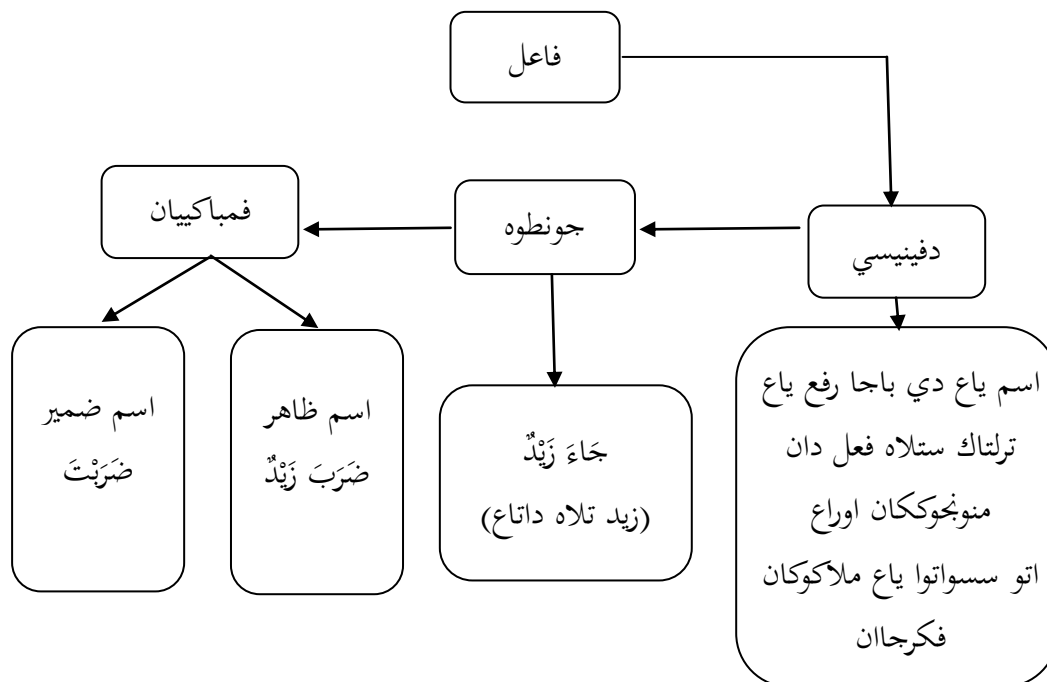 فاعل
دفينيسي
جونطوه
فمباكييان
اسم ياع دي باجا رفع ياع
ترلتاك ستلاه فعل دان
منونجوككان اوراع
اتو سسواتوا ياع ملاكوكان
فكرجاان
جَاءَ زَيْدٌ
(زيد تلاه داتاع)
اسم ظاهر
ضَرَبَ زَيْدٌ
اسم ضمير
ضَرَبْتَ